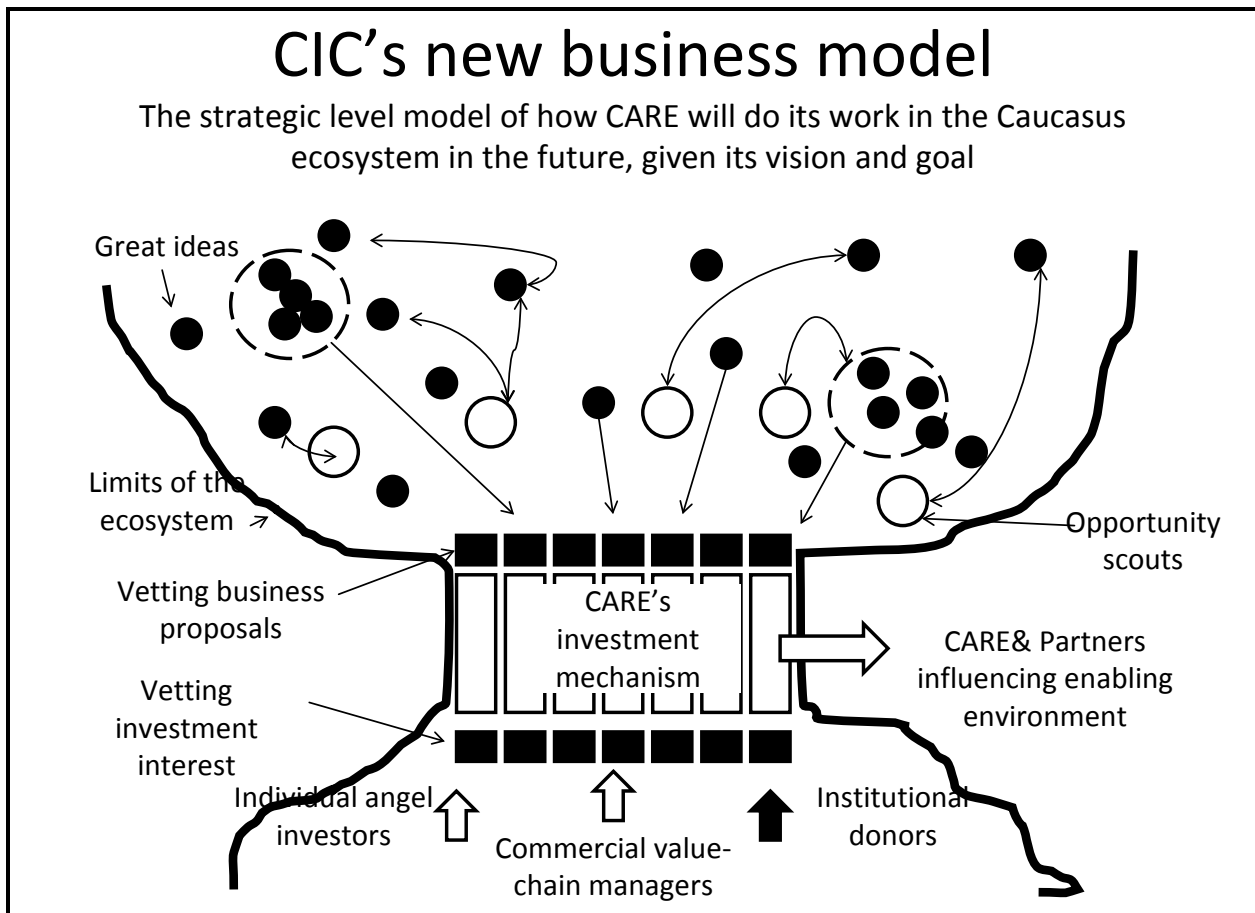 CIC's new business model
The strategic level model of how CARE will do its work in the Caucasus
ecosystem in the future, given its vision and goal
Great ideas
Limits of the
ecosystem
Opportunity
scouts
Vetting business
proposals
CARE's
investment
mechanism
CARE& Partners
influencing enabling
environment
Vetting
investment
interest
Individual angel
investors
Commercial value-
chain managers
Institutional
donors